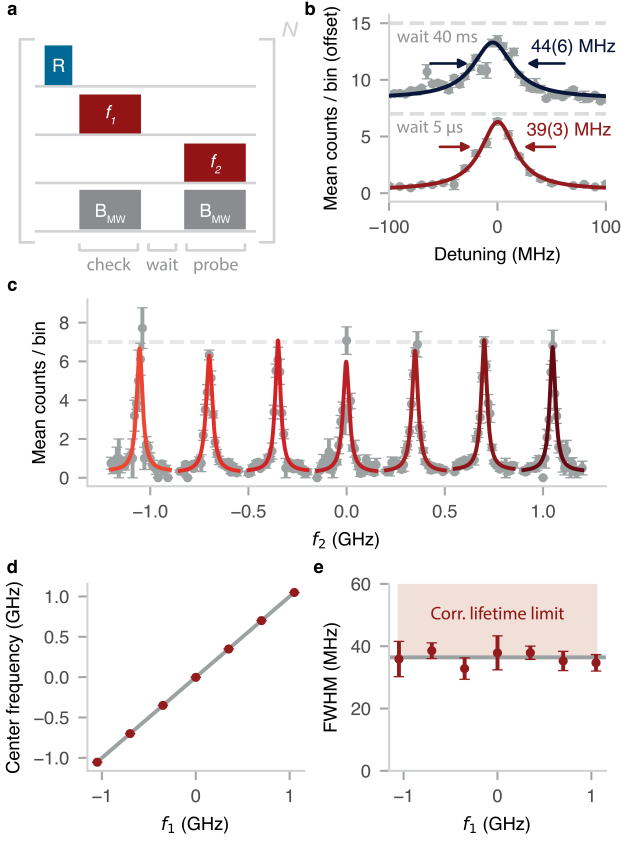 a
N
R
f1
f2
BMW
BMW
check
wait
probe
b
Mean counts / bin (offset)
15
10
5
0
wait 40 ms
44(6) MHz
wait 5 μs
39(3) MHz
−100
0
100
Detuning (MHz)
c
Mean counts / bin
8
6
4
2
0
−1.0
−0.5
0.0
0.5
1.0
f2 (GHz)
d
Center frequency (GHz)
1.0
0.5
0.0
−0.5
−1.0
−1
0
1
f1 (GHz)
e
FWHM (MHz)
60
40
20
0
Corr. lifetime limit
−1
0
1
f1 (GHz)